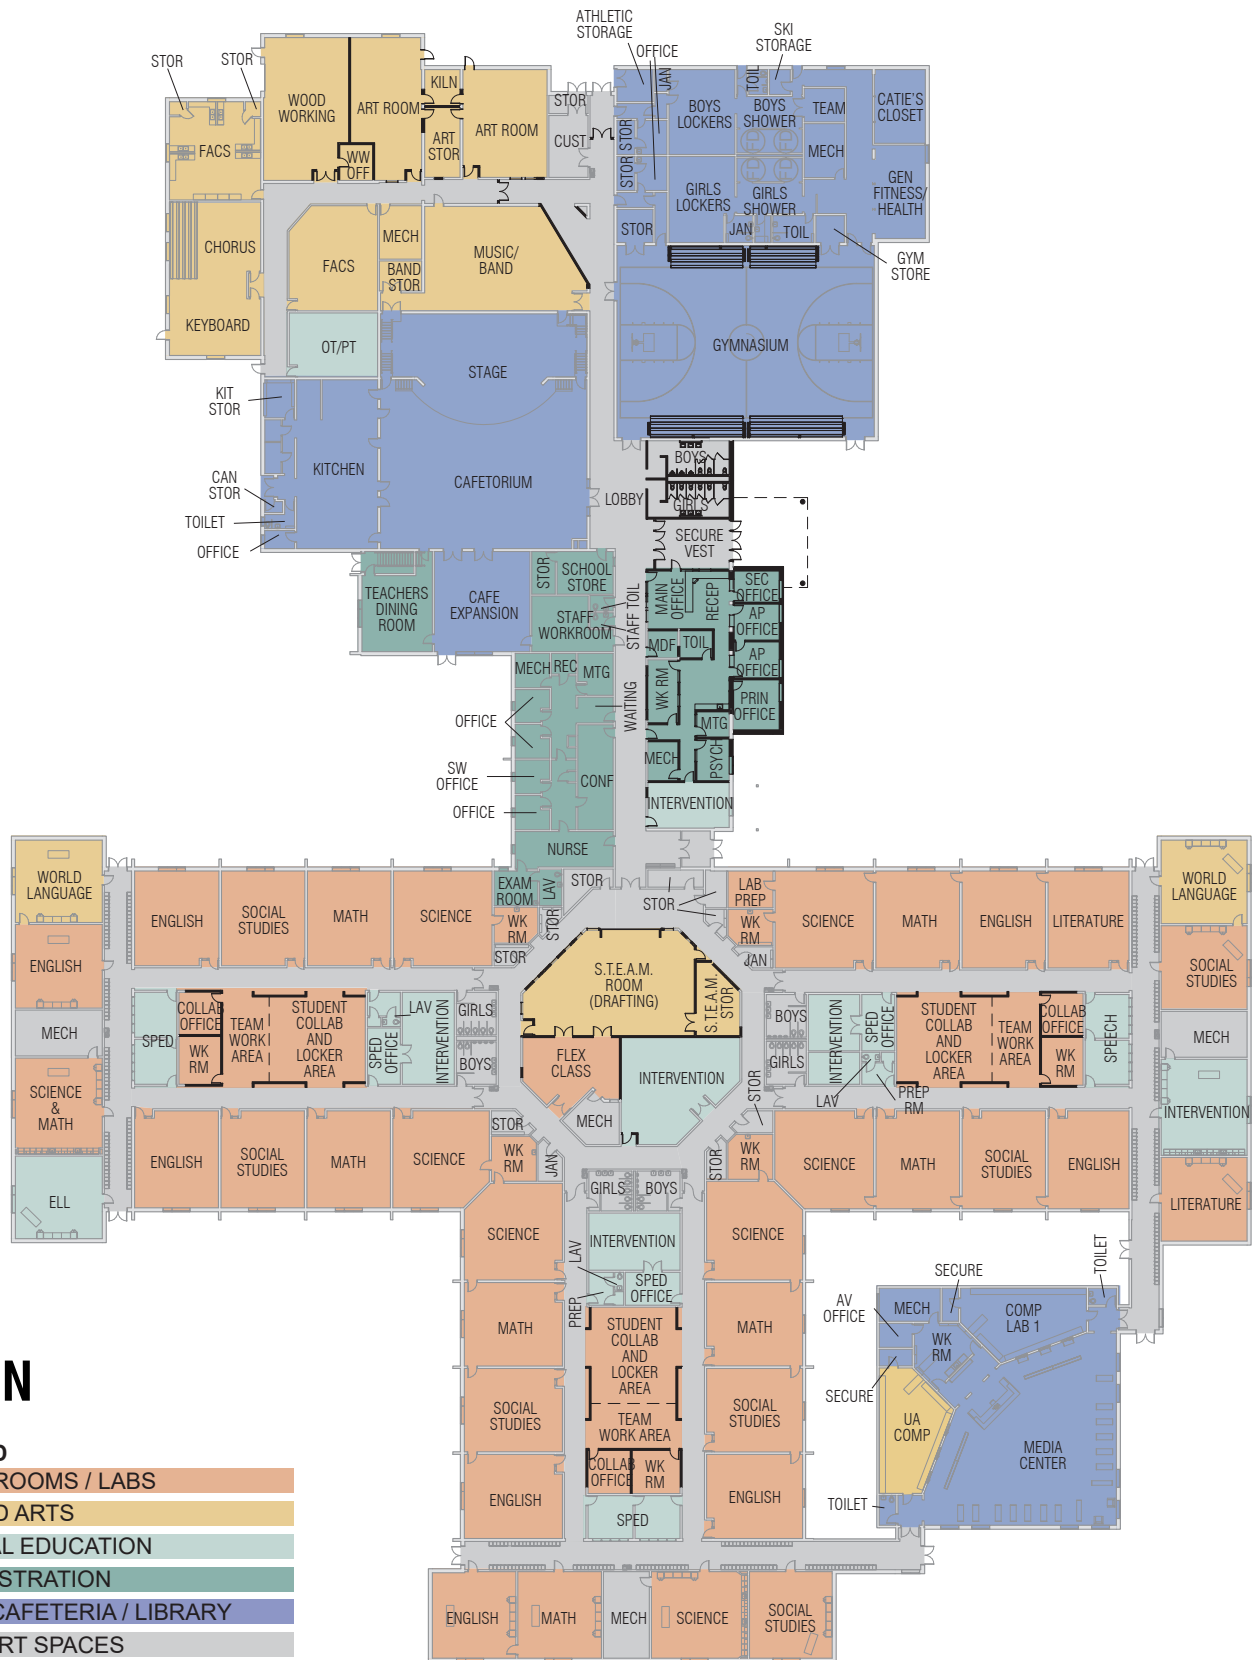 ATHLETIC
STORAGE
SKI
STORAGE
OFFICE
STOR
STOR
WOOD
WORKING
ART ROOM
KILN
ART
STOR
ART ROOM
STOR
CUST
WW
OFF
FACS
JAN
BOYS
LOCKERS
TOIL
BOYS
SHOWER
TEAM
CATIE'S
CLOSET
STOR
STOR
MECH
GIRLS
LOCKERS
GIRLS
SHOWER
GEN
FITNESS/
HEALTH
STOR
JAN
TOIL
GYM
STORE
CHORUS
KEYBOARD
FACS
MECH
BAND
STOR
MUSIC/
BAND
OT/PT
STAGE
GYMNASIUM
KIT
STOR
KITCHEN
CAFETORIUM
CAN
STOR
TOILET
OFFICE
BOYS
LOBBY
GIRLS
SECURE
VEST
TEACHERS
DINING
ROOM
CAFE
EXPANSION
STOR
SCHOOL
STORE
STAFF
WORKROOM
STAFF TOIL
MAIN
OFFICE
RECEP
SEC
OFFICE
AP
OFFICE
AP
OFFICE
PRIN
OFFICE
MDF
TOIL
WK RM
MTG
MECH
PSYCH
INTERVENTION
MECH
REC
MTG
WAITING
OFFICE
SW
OFFICE
CONF
OFFICE
NURSE
EXAM
ROOM
LAV
STOR
STOR
STOR
WORLD
LANGUAGE
ENGLISH
SOCIAL
STUDIES
MATH
SCIENCE
WK
RM
STOR
LAB
PREP
WK
RM
JAN
SCIENCE
MATH
ENGLISH
LITERATURE
WORLD
LANGUAGE
ENGLISH
MECH
SCIENCE
&
MATH
ELL
SPED
COLLAB
OFFICE
WK
RM
TEAM
WORK
AREA
STUDENT
COLLAB
AND
LOCKER
AREA
LAV
SPED
OFFICE
INTERVENTION
GIRLS
BOYS
S.T.E.A.M.
ROOM
(DRAFTING)
S.T.E.A.M.
STOR
FLEX
CLASS
INTERVENTION
MECH
BOYS
GIRLS
INTERVENTION
SPED
OFFICE
LAV
PREP
RM
STOR
STUDENT
COLLAB
AND
LOCKER
AREA
TEAM
WORK
AREA
COLLAB
OFFICE
WK
RM
SPEECH
SOCIAL
STUDIES
MECH
INTERVENTION
LITERATURE
ENGLISH
SOCIAL
STUDIES
MATH
SCIENCE
STOR
WK
RM
JAN
STOR
WK
RM
SCIENCE
MATH
SOCIAL
STUDIES
ENGLISH
GIRLS
BOYS
SCIENCE
INTERVENTION
SCIENCE
LAV
PREP
SPED
OFFICE
MATH
STUDENT
COLLAB
AND
LOCKER
AREA
MATH
SOCIAL
STUDIES
TEAM
WORK AREA
SOCIAL
STUDIES
COLLAB
OFFICE
WK
RM
ENGLISH
SPED
ENGLISH
ENGLISH
MATH
MECH
SCIENCE
SOCIAL
STUDIES
SECURE
TOILET
AV
OFFICE
MECH
COMP
LAB 1
WK
RM
SECURE
UA
COMP
MEDIA
CENTER
TOILET
N
ROOMS / LABS
D ARTS
AL EDUCATION
ISTRATION
CAFETERIA / LIBRARY
RT SPACES